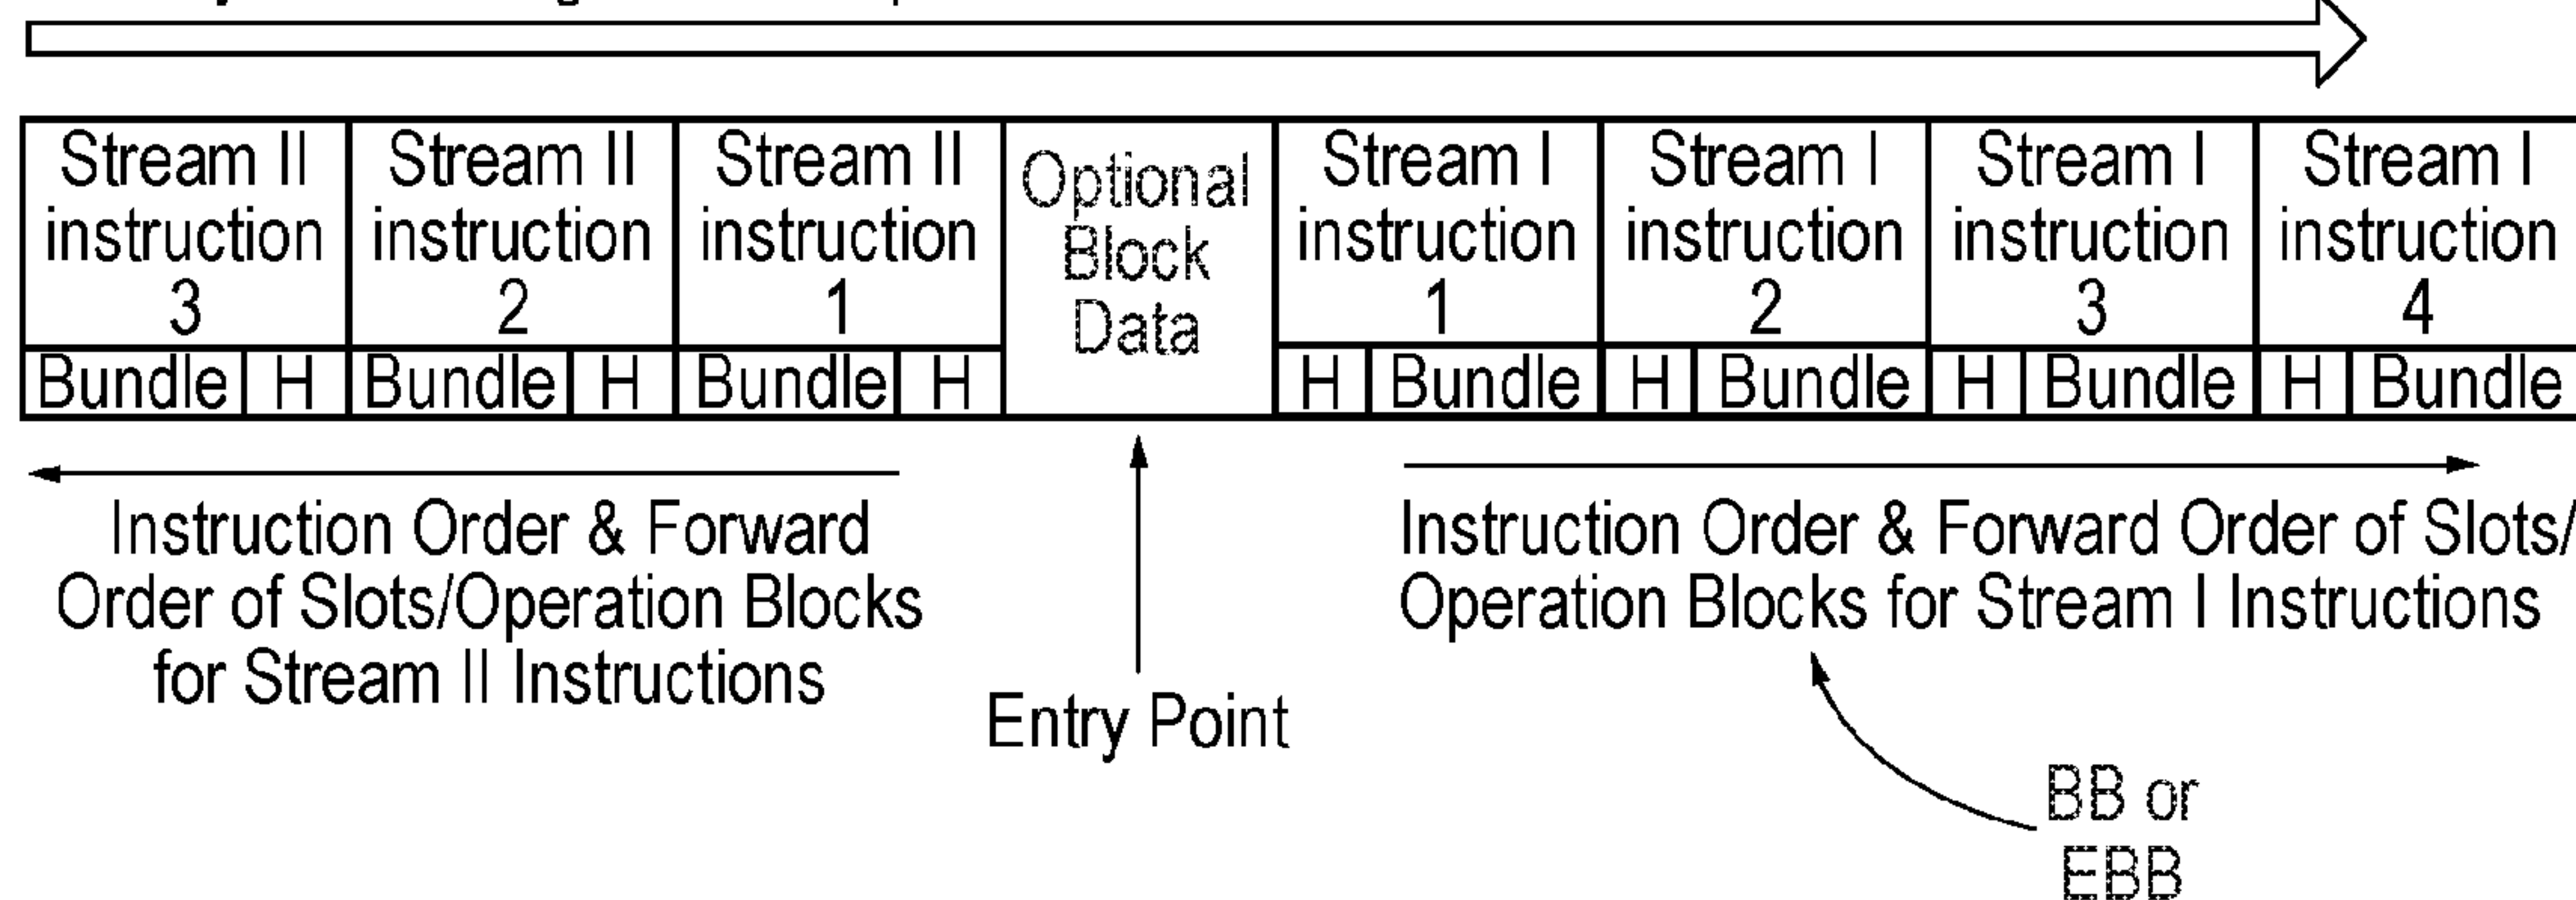 Stream II
instruction
3
Stream II
instruction
2
Stream II
instruction
1
Optional
Block
Data
Stream I
instruction
1
Stream I
instruction
2
Stream I
instruction
3
Stream I
instruction
4
Bundle H Bundle H Bundle H H Bundle H Bundle H Bundle H Bundle
Instruction Order & Forward
Order of Slots/Operation Blocks
for Stream II Instructions
Entry Point
Instruction Order & Forward Order of Slots/
Operation Blocks for Stream I Instructions
BB or
EBB